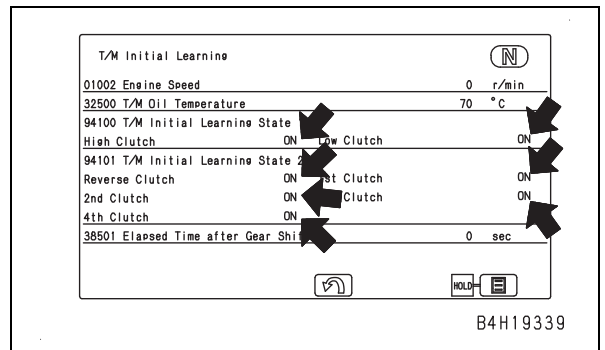 T/M Initial Learning N
01002 Engine Speed 0 r/min
32500 T/M Oil Temperature 70 °C
94100 T/M Initial Learning State
High Clutch ON Clutch ON
94101 T/M Initial Learning State 2
Reverse Clutch ON Clutch ON
2nd Clutch ON Clutch ON
4th Clutch ON
38501 Elapsed Time after Gear 0 sec
HOLD
B4H19339